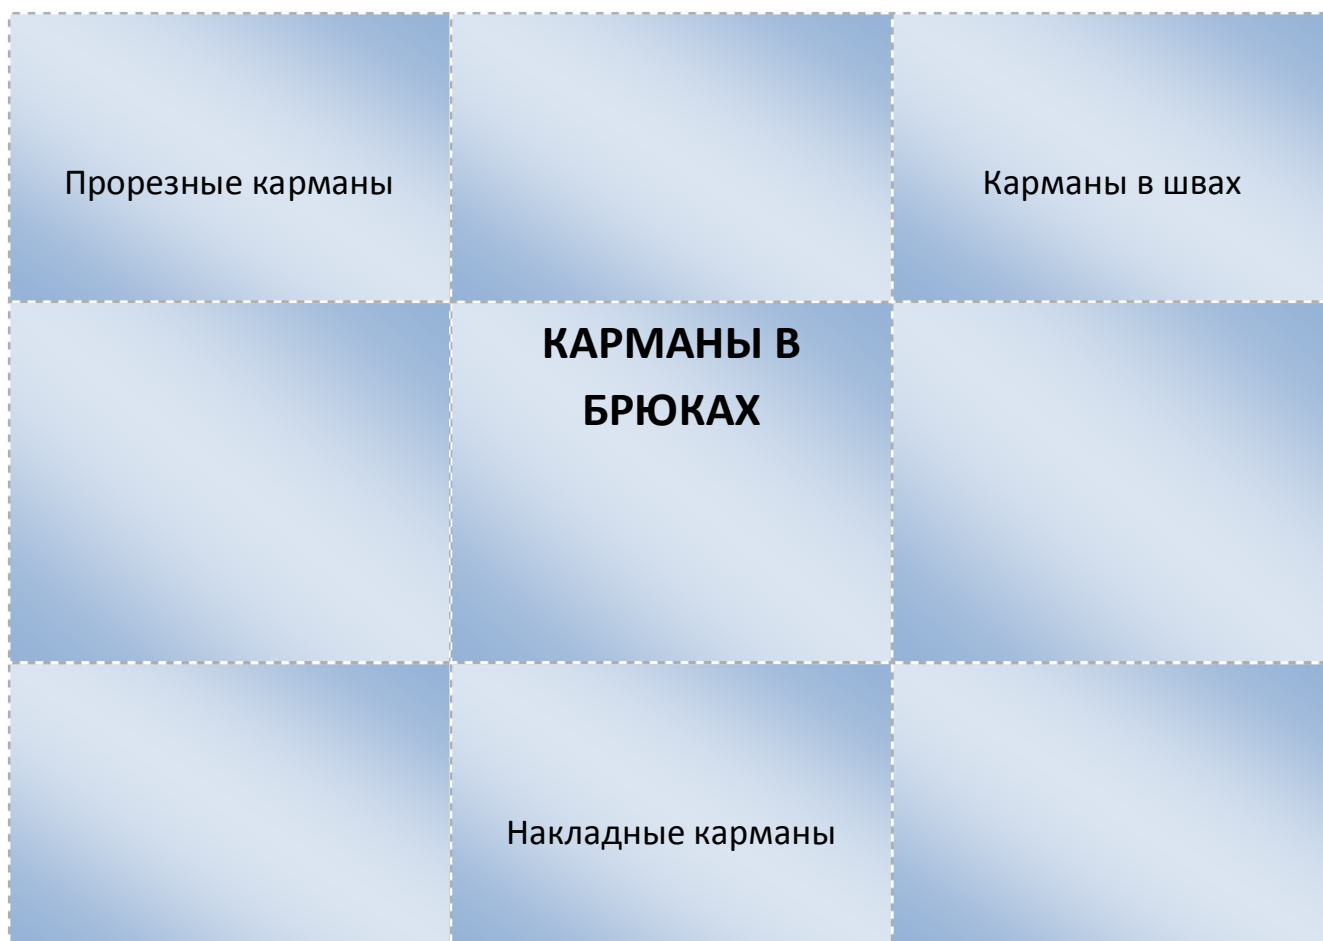 Прорезные карманы
Карманы в швах
КАРМАНЫ В
БРЮКАХ
Накладные карманы